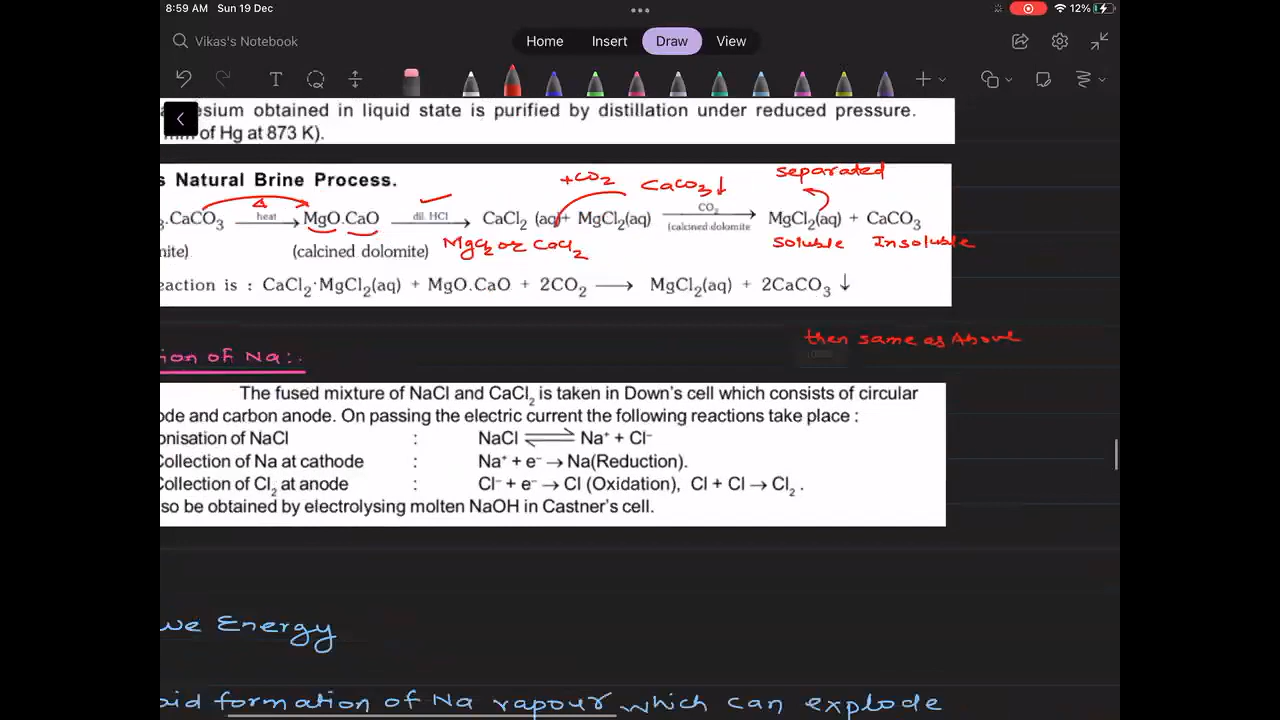 8:59 AM Sun 19 Dec
12%
Vikas's Notebook
Home Insert Draw View
esium obtained in liquid state is purified by distillation under reduced pressure.
of Hg at 873 K).
s Natural Brine Process.
separated
+CO₂ CaCO₃↓
3.CaCO₃ —heat→ MgO.CaO —dil. HCl→ CaCl₂ (aq)+ MgCl₂(aq) —CO₂ (calcined dolomite→ MgCl₂(aq) + CaCO₃
Δ
nite) (calcined dolomite) MgCl₂ or CaCl₂ Soluble Insoluble
eaction is : CaCl₂·MgCl₂(aq) + MgO.CaO + 2CO₂ ⟶ MgCl₂(aq) + 2CaCO₃ ↓
then same as Above
ion of Na:.
The fused mixture of NaCl and CaCl₂ is taken in Down's cell which consists of circular
ode and carbon anode. On passing the electric current the following reactions take place :
onisation of NaCl : NaCl ⇌ Na⁺ + Cl⁻
Collection of Na at cathode : Na⁺ + e⁻ → Na(Reduction).
Collection of Cl₂ at anode : Cl⁻ + e⁻ → Cl (Oxidation), Cl + Cl → Cl₂ .
so be obtained by electrolysing molten NaOH in Castner's cell.
ve Energy
oid formation of Na vapour which can explode